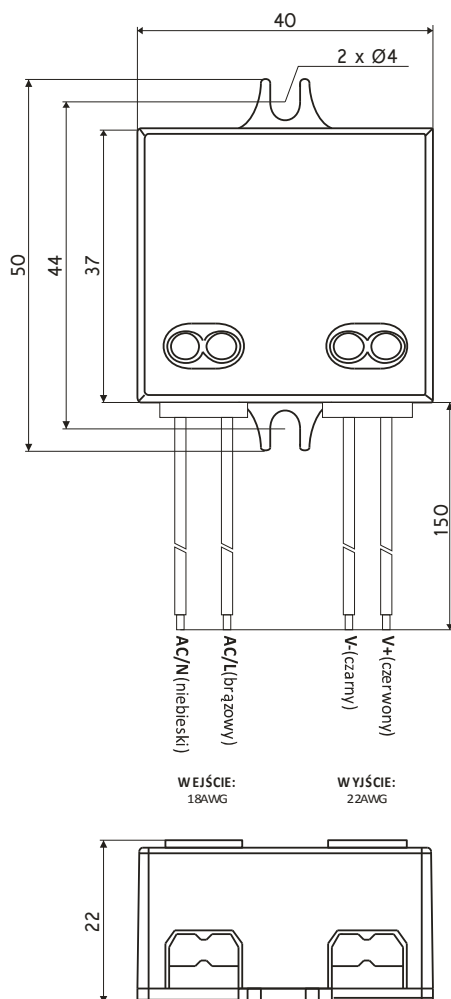 40
2 x Ø4
50
44
37
150
AC/N(niebieski)
AC/L(brązowy)
V-(czarny)
V+(czerwony)
WEJŚCIE:
18AWG
WYJŚCIE:
22AWG
22